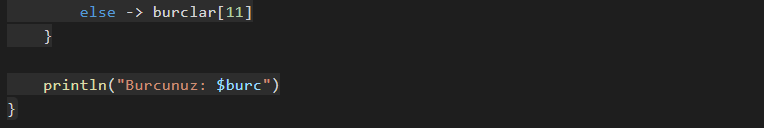 else -> burclar[11]
}
println("Burcunuz: $burc")
}